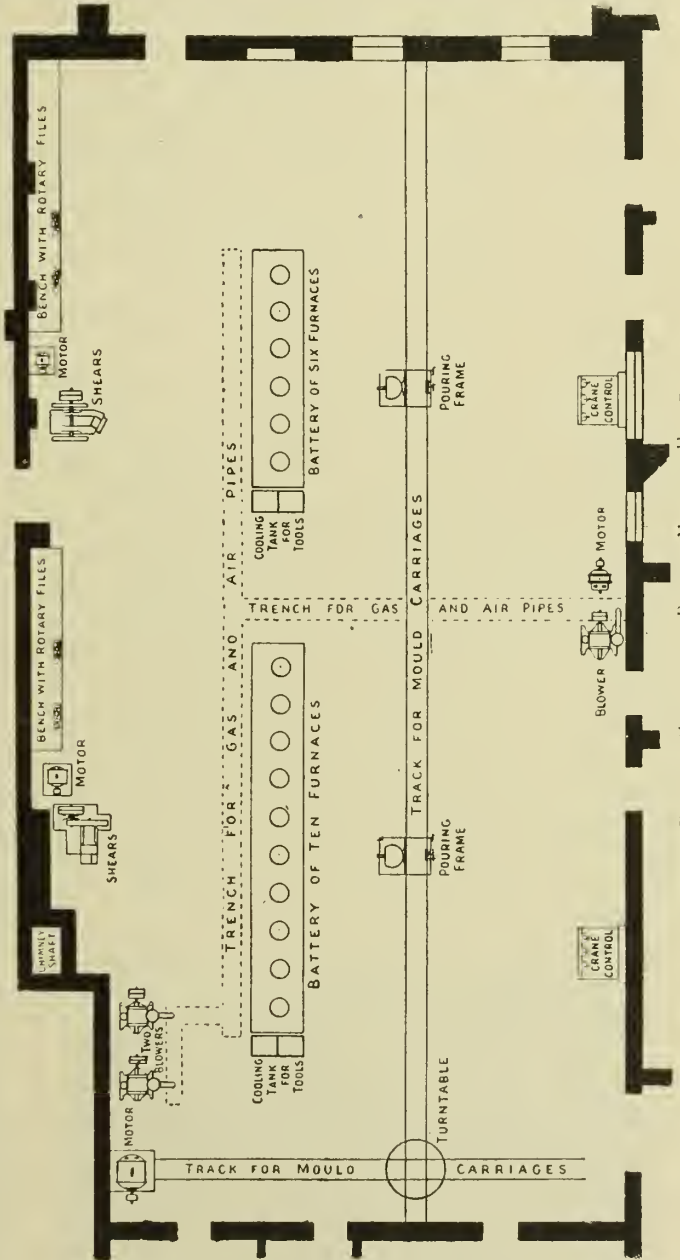 BENCH WITH ROTARY FILES
MOTOR
SHEARS
BENCH WITH ROTARY FILES
MOTOR
SHEARS
CHIMNEY
SHAFT
TWO
BLOWERS
MOTOR
TRENCH FOR GAS AND AIR PIPES
BATTERY OF SIX FURNACES
COOLING
TANK
FOR
TOOLS
BATTERY OF TEN FURNACES
COOLING
TANK
FOR
TOOLS
TRENCH FOR GAS AND AIR PIPES
POURING
FRAME
TRACK FOR MOULD CARRIAGES
POURING
FRAME
TURNTABLE
TRACK FOR MOULD CARRIAGES
CRANE
CONTROL
MOTOR
BLOWER
CRANE
CONTROL